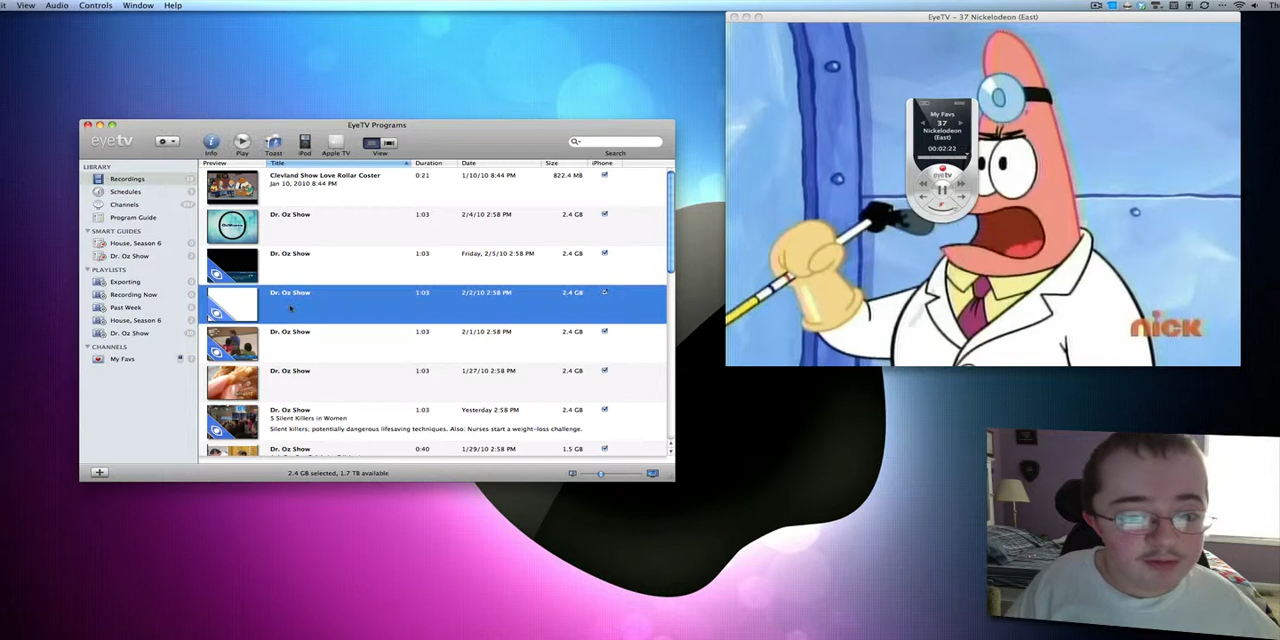 it View Audio Controls Window Help
EyeTV - 37 Nickelodeon (East)
EyeTV Programs
eyetv
Info Play Toast iPod Apple TV View Search
LIBRARY
Recordings
Schedules
Channels
Program Guide
SMART GUIDES
House, Season 6
Dr. Oz Show
PLAYLISTS
Exporting
Recording Now
Past Week
House, Season 6
Dr. Oz Show
CHANNELS
My Favs
Preview Title Duration Date Size iPhone
Clevland Show Love Rollar Coster 0:21 1/10/10 8:44 PM 822.4 MB
Jan 10, 2010 8:44 PM
Dr. Oz Show 1:03 2/4/10 2:58 PM 2.4 GB
Dr. Oz Show 1:03 Friday, 2/5/10 2:58 PM 2.4 GB
Dr. Oz Show 1:03 2/2/10 2:58 PM 2.4 GB
Dr. Oz Show 1:03 2/1/10 2:58 PM 2.4 GB
Dr. Oz Show 1:03 1/27/10 2:58 PM 2.4 GB
Dr. Oz Show 1:03 Yesterday 2:58 PM 2.4 GB
5 Silent Killers in Women
Silent killers; potentially dangerous lifesaving techniques. Also: Nurses start a weight-loss challenge.
Dr. Oz Show 0:40 1/29/10 2:58 PM 1.5 GB
2.4 GB selected, 1.7 TB available
My Favs
37
Nickelodeon
(East)
00:02:22
eyetv
nick